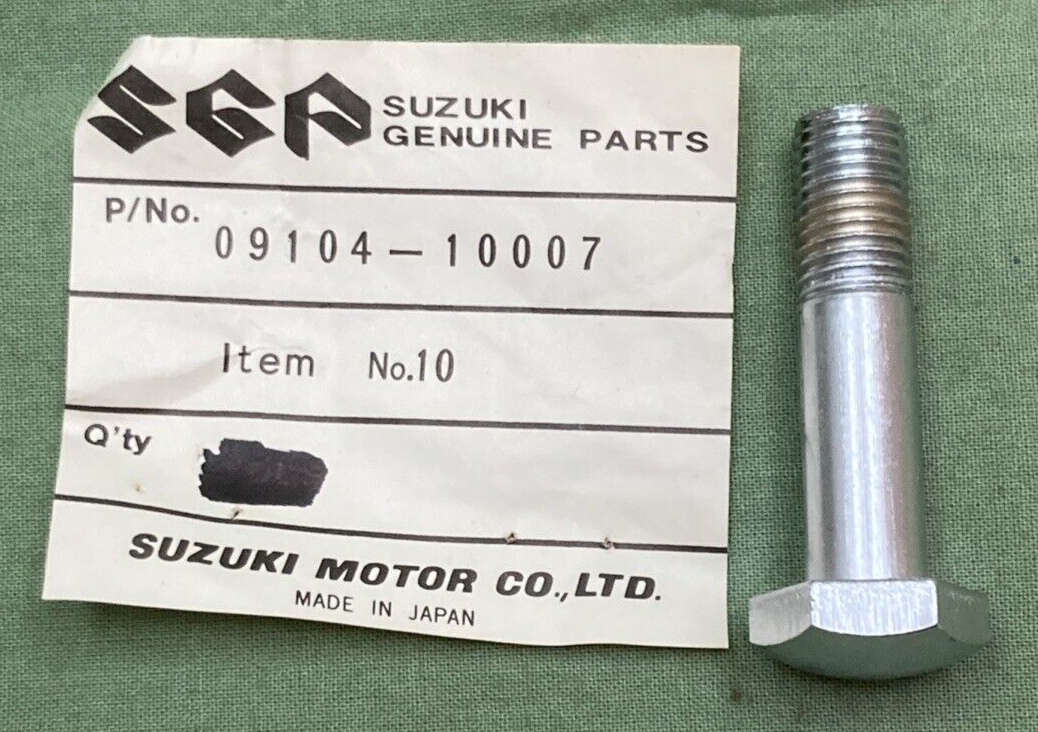 SGP SUZUKI
GENUINE PARTS
P/No.
09104-10007
Item No.10
Q'ty
SUZUKI MOTOR CO.,LTD.
MADE IN JAPAN